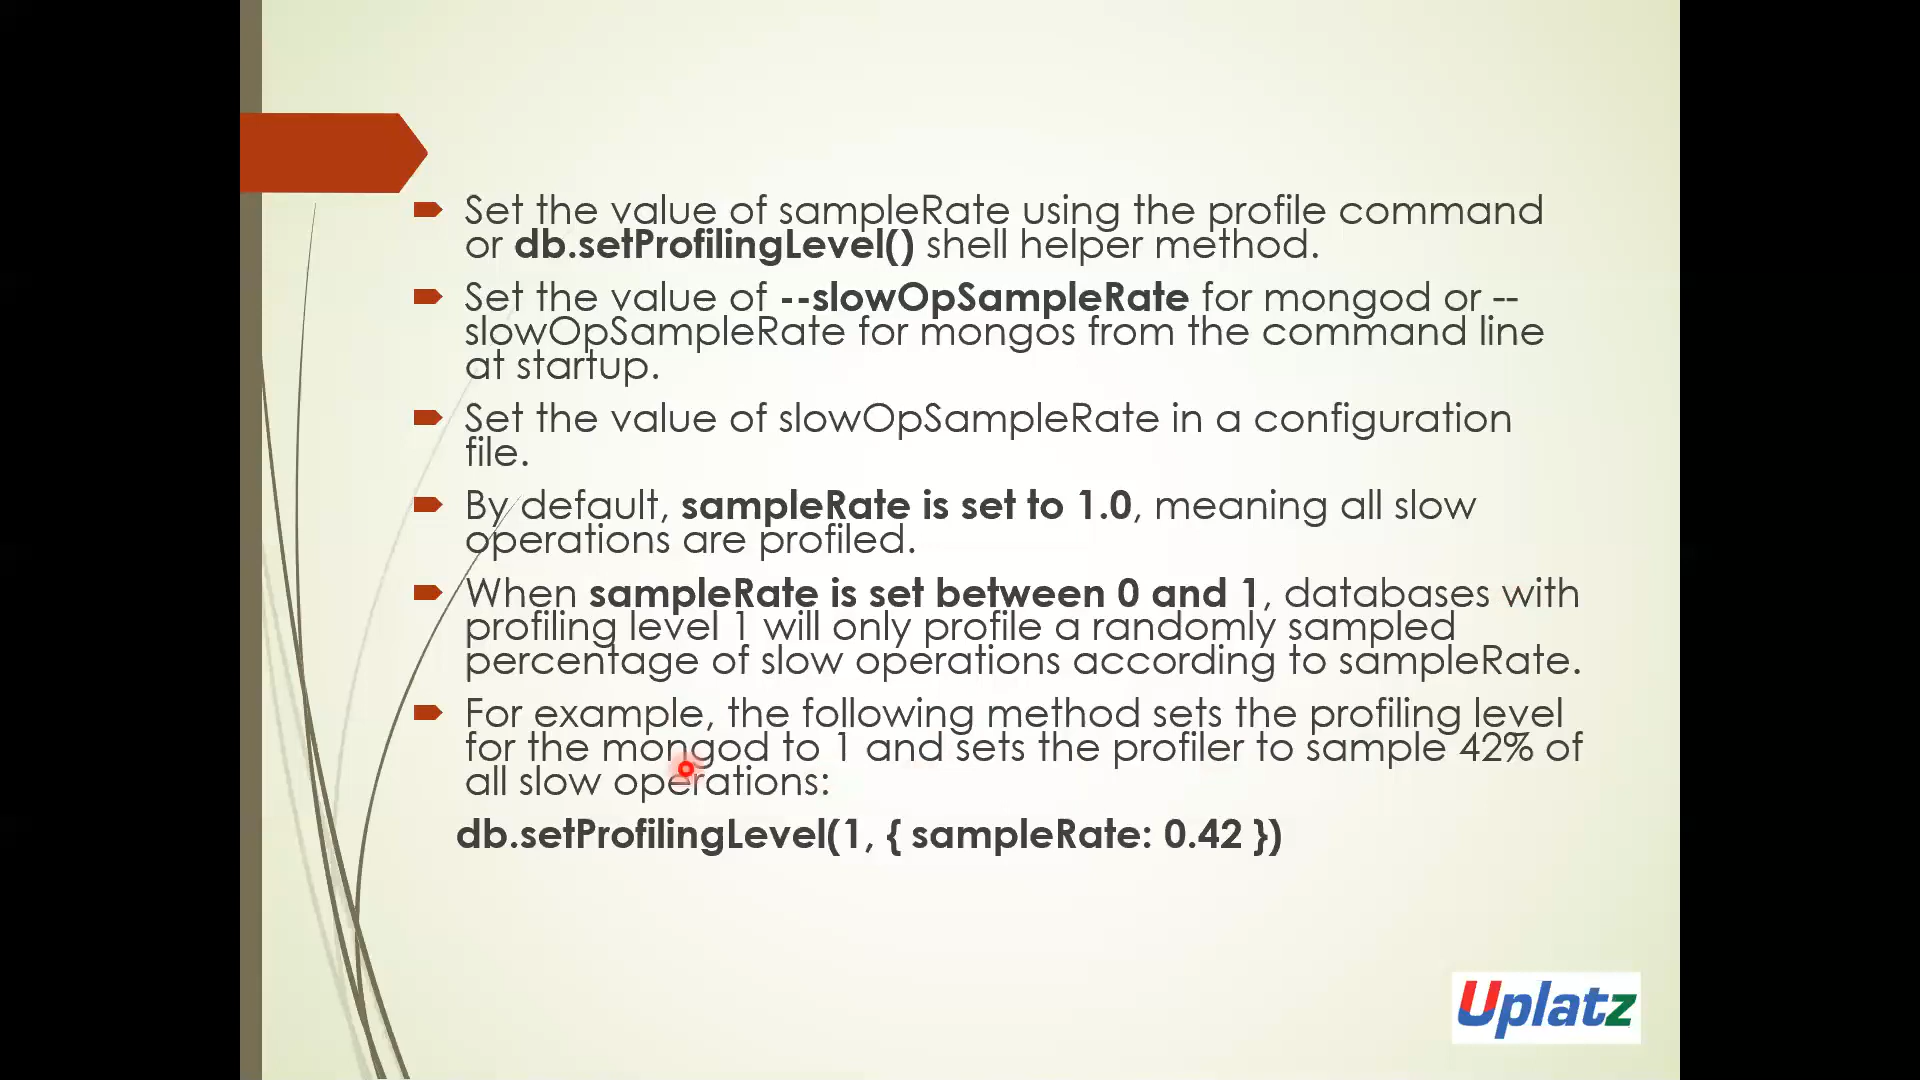 Set the value of sampleRate using the profile command
or db.setProfilingLevel() shell helper method.
Set the value of --slowOpSampleRate for mongod or --
slowOpSampleRate for mongos from the command line
at startup.
Set the value of slowOpSampleRate in a configuration
file.
By default, sampleRate is set to 1.0, meaning all slow
operations are profiled.
When sampleRate is set between 0 and 1, databases with
profiling level 1 will only profile a randomly sampled
percentage of slow operations according to sampleRate.
For example, the following method sets the profiling level
for the mongod to 1 and sets the profiler to sample 42% of
all slow operations:
db.setProfilingLevel(1, { sampleRate: 0.42 })
Uplatz